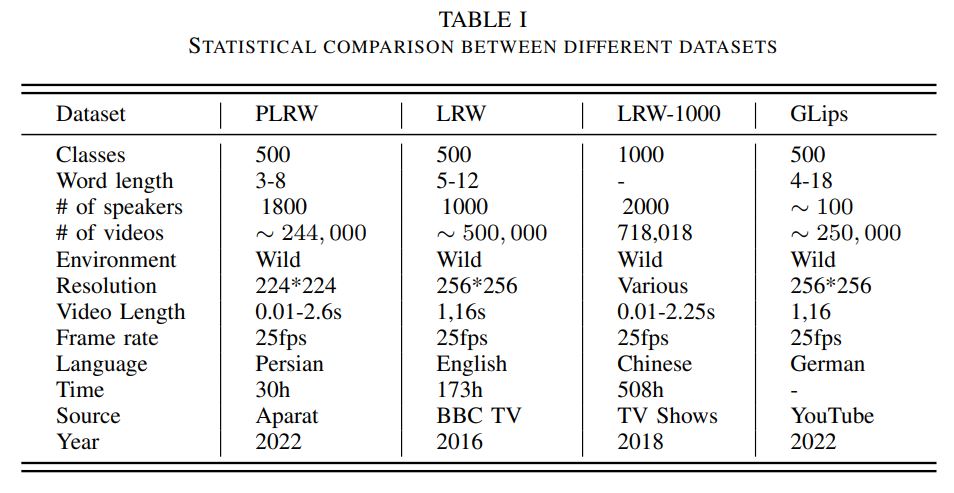 TABLE I
STATISTICAL COMPARISON BETWEEN DIFFERENT DATASETS
Dataset PLRW LRW LRW-1000 GLips
Classes 500 500 1000 500
Word length 3-8 5-12 - 4-18
# of speakers 1800 1000 2000 ∼ 100
# of videos ∼ 244,000 ∼ 500,000 718,018 ∼ 250,000
Environment Wild Wild Wild Wild
Resolution 224*224 256*256 Various 256*256
Video Length 0.01-2.6s 1,16s 0.01-2.25s 1,16
Frame rate 25fps 25fps 25fps 25fps
Language Persian English Chinese German
Time 30h 173h 508h -
Source Aparat BBC TV TV Shows YouTube
Year 2022 2016 2018 2022